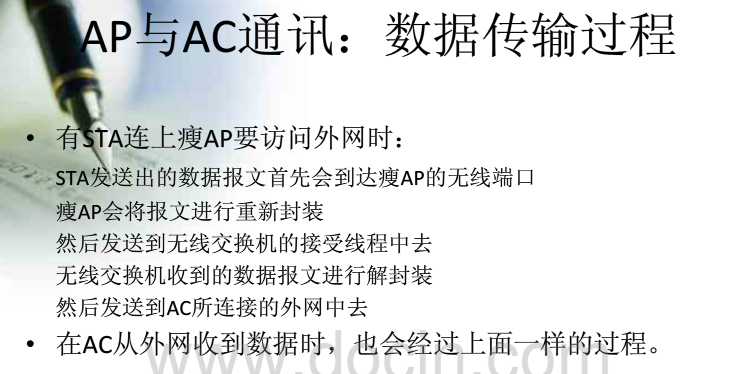 AP与AC通讯：数据传输过程
• 有STA连上瘦AP要访问外网时：
STA发送出的数据报文首先会到达瘦AP的无线端口
瘦AP会将报文进行重新封装
然后发送到无线交换机的接受线程中去
无线交换机收到的数据报文进行解封装
然后发送到AC所连接的外网中去
• 在AC从外网收到数据时，也会经过上面一样的过程。
www.docin.com